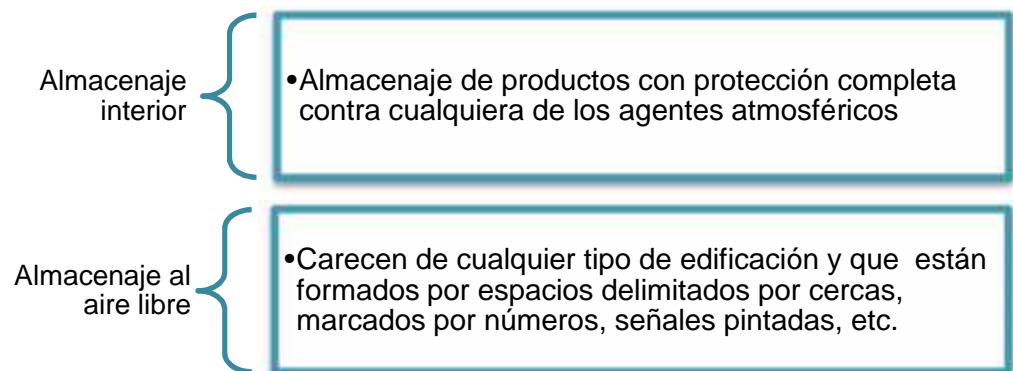 Almacenaje
interior
•Almacenaje de productos con protección completa
contra cualquiera de los agentes atmosféricos
Almacenaje al
aire libre
•Carecen de cualquier tipo de edificación y que  están
formados por espacios delimitados por cercas,
marcados por números, señales pintadas, etc.